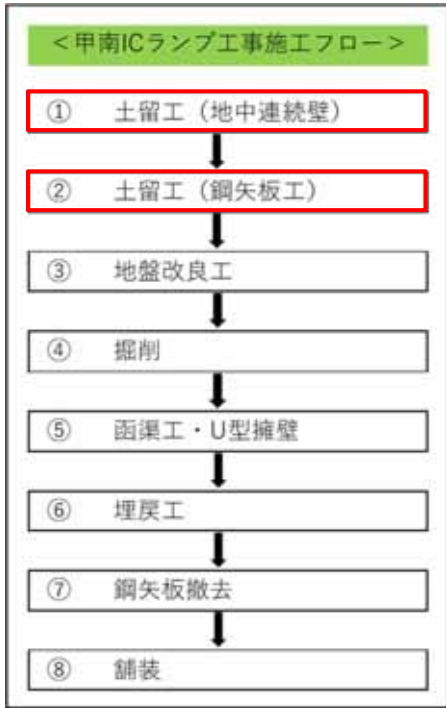 ＜甲南ICランプ工事施工フロー＞
① 土留工（地中連続壁）
② 土留工（鋼矢板工）
③ 地盤改良工
④ 掘削
⑤ 函渠工・U型擁壁
⑥ 埋戻工
⑦ 鋼矢板撤去
⑧ 舗装